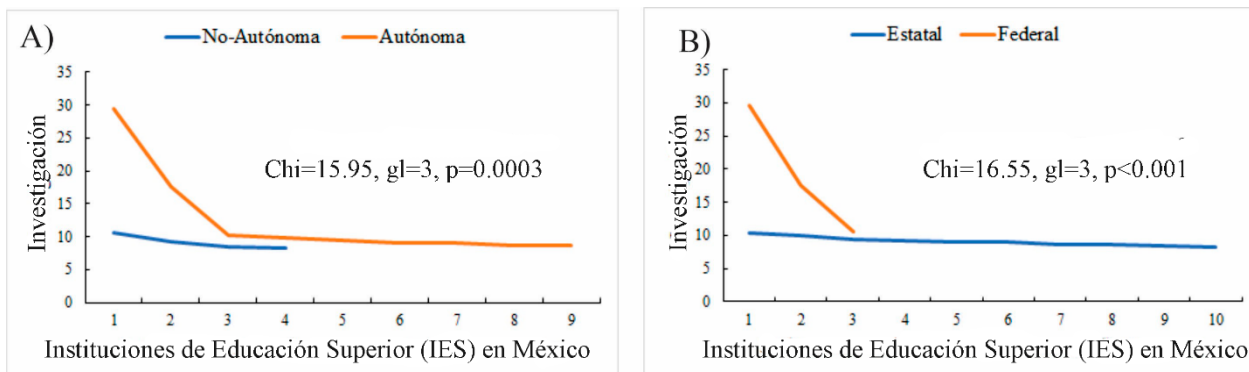 A)
No-Autónoma Autónoma
35
30
25
20
15
10
5
0
Investigación
Chi=15.95, gl=3, p=0.0003
1 2 3 4 5 6 7 8 9
Instituciones de Educación Superior (IES) en México
B)
Estatal Federal
35
30
25
20
15
10
5
0
Investigación
Chi=16.55, gl=3, p<0.001
1 2 3 4 5 6 7 8 9 10
Instituciones de Educación Superior (IES) en México